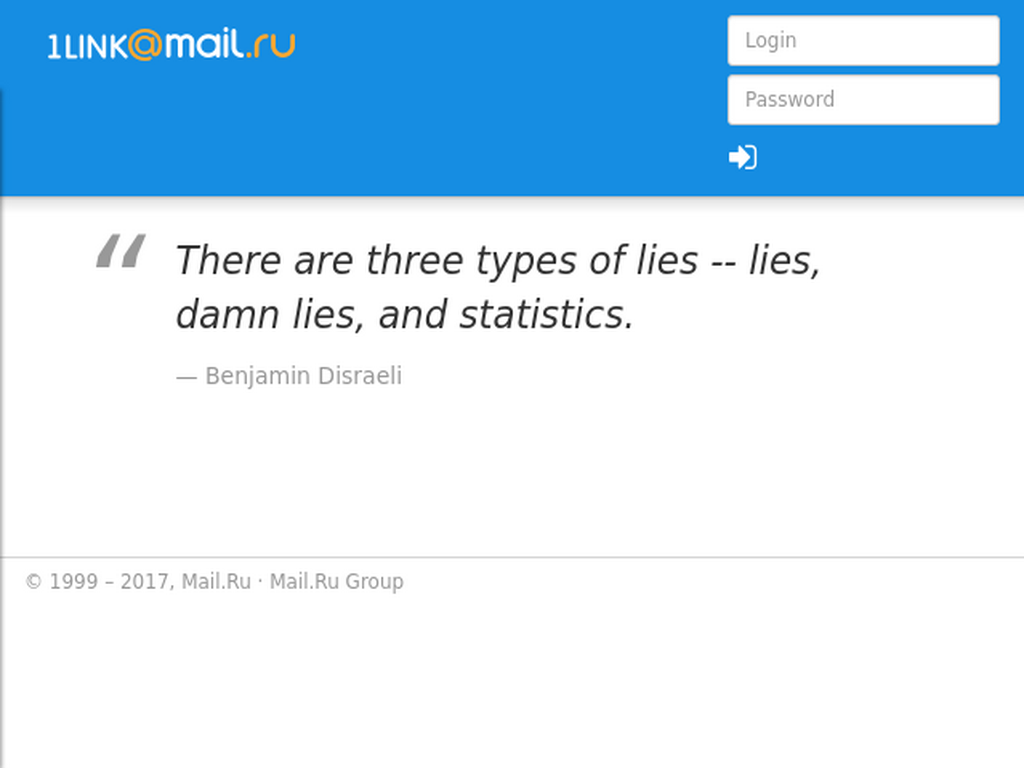 1LINK@mail.ru
Login
Password
“ There are three types of lies -- lies,
damn lies, and statistics.
— Benjamin Disraeli
© 1999 – 2017, Mail.Ru · Mail.Ru Group